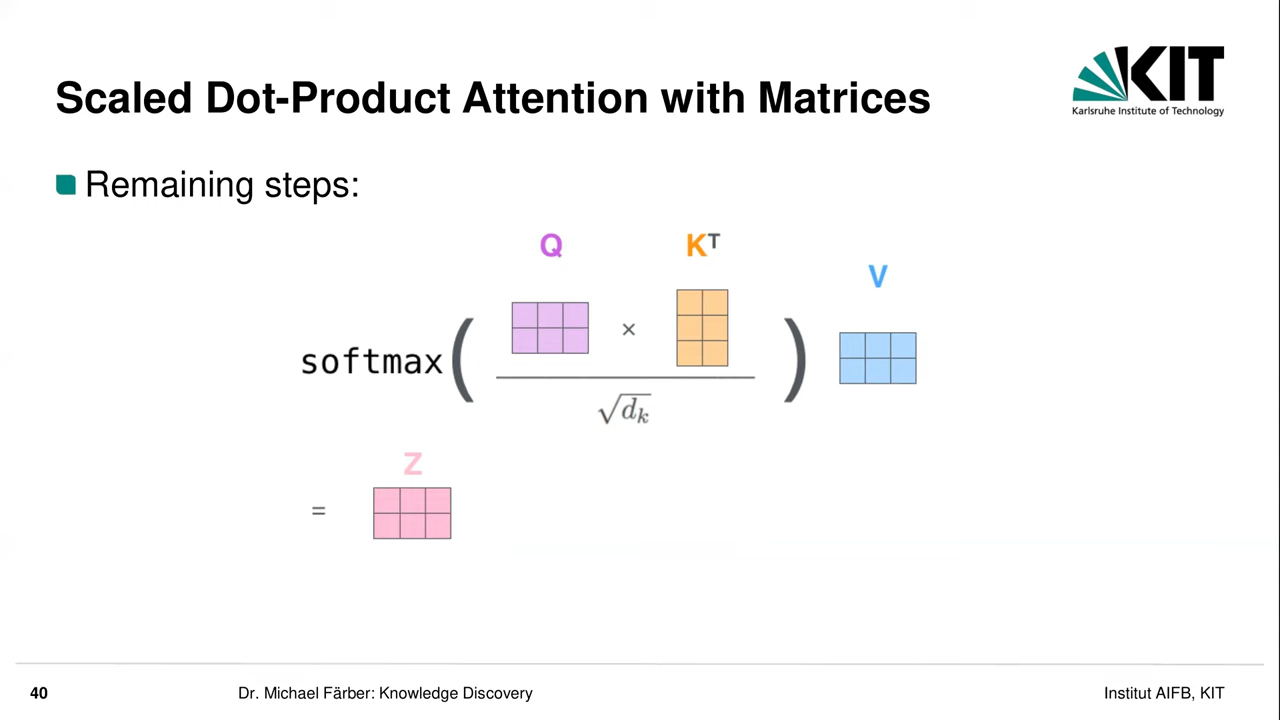 KIT
Karlsruhe Institute of Technology
Scaled Dot-Product Attention with Matrices
Remaining steps:
Q Kᵀ V
×
softmax( )
√dₖ
Z
=
40 Dr. Michael Färber: Knowledge Discovery Institut AIFB, KIT